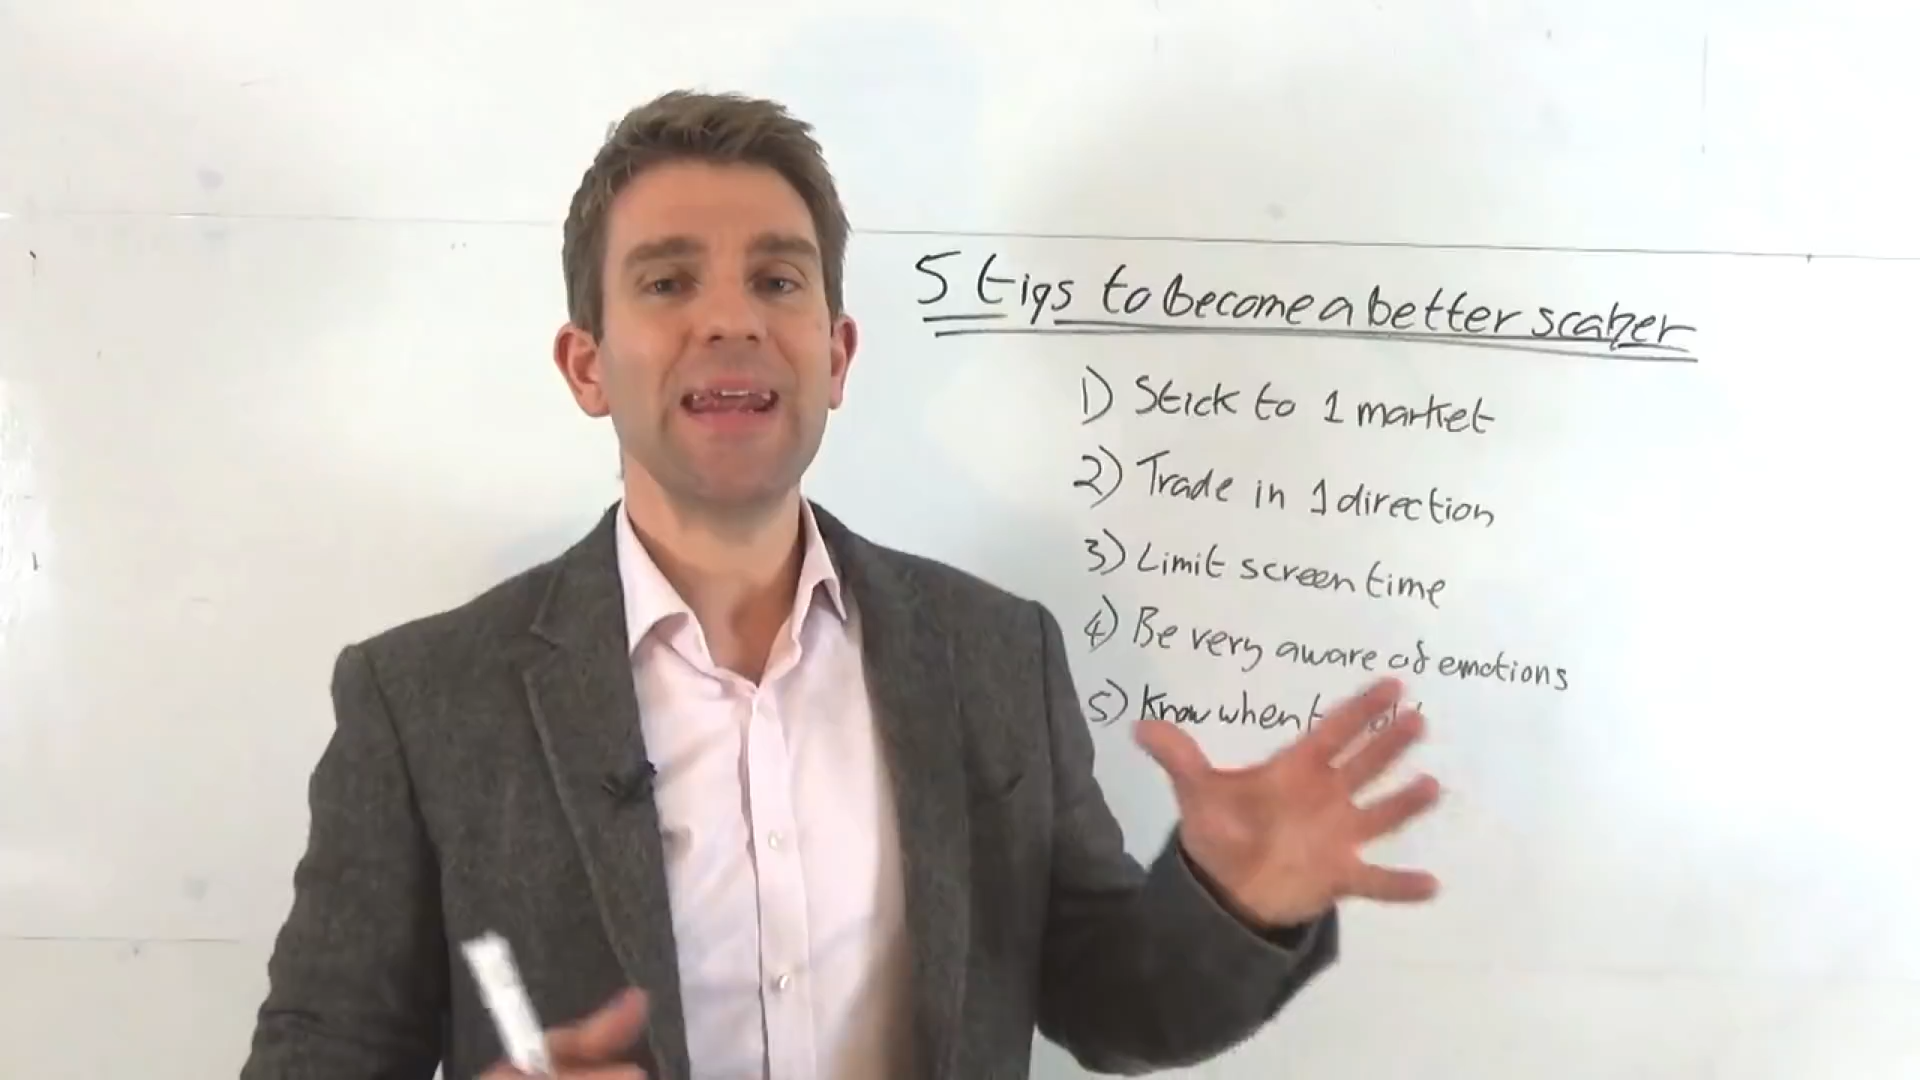 5 tips to become a better scalper
1) Stick to 1 market
2) Trade in 1 direction
3) Limit screen time
4) Be very aware of emotions
5) Know when